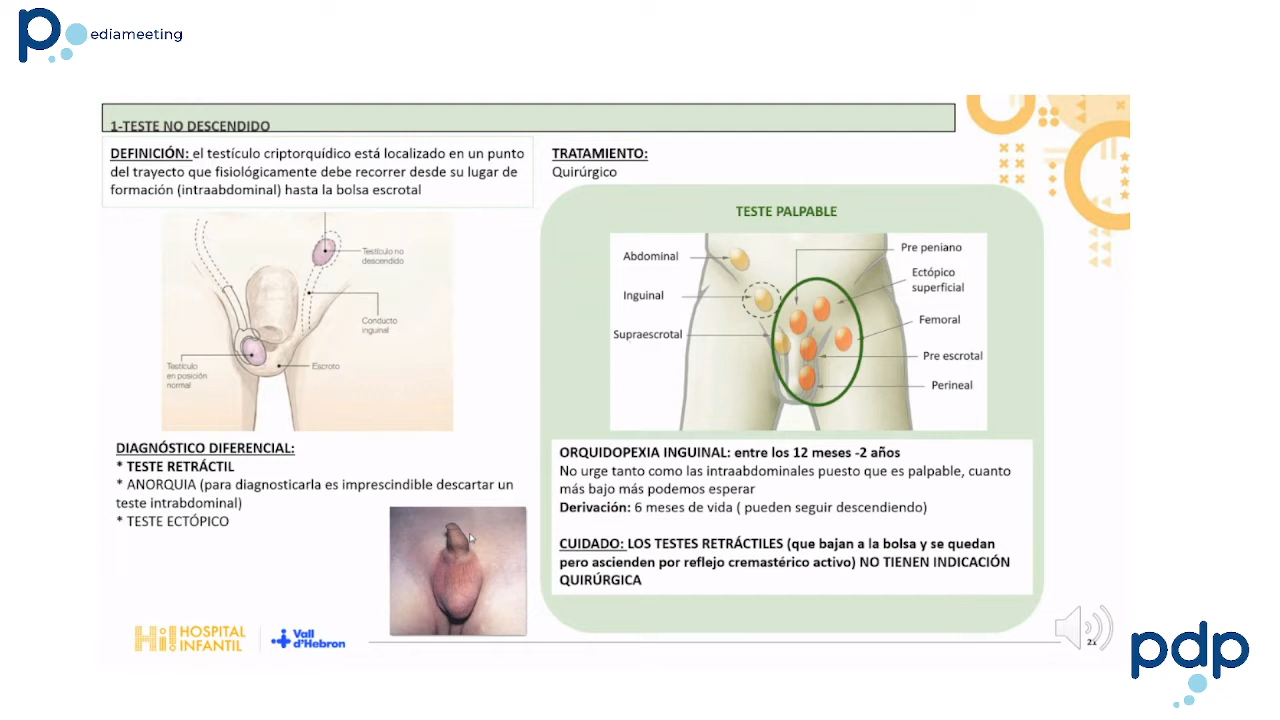 pediameeting
1-TESTE NO DESCENDIDO
DEFINICIÓN: el testículo criptorquídico está localizado en un punto
del trayecto que fisiológicamente debe recorrer desde su lugar de
formación (intraabdominal) hasta la bolsa escrotal
Testículo no
descendido
Conducto
inguinal
Testículo
en posición
normal
Escroto
DIAGNÓSTICO DIFERENCIAL:
* TESTE RETRÁCTIL
* ANORQUIA (para diagnosticarla es imprescindible descartar un
teste intrabdominal)
* TESTE ECTÓPICO
TRATAMIENTO:
Quirúrgico
TESTE PALPABLE
Abdominal
Inguinal
Supraescrotal
Pre peniano
Ectópico
superficial
Femoral
Pre escrotal
Perineal
ORQUIDOPEXIA INGUINAL: entre los 12 meses -2 años
No urge tanto como las intraabdominales puesto que es palpable, cuanto
más bajo más podemos esperar
Derivación: 6 meses de vida ( pueden seguir descendiendo)
CUIDADO: LOS TESTES RETRÁCTILES (que bajan a la bolsa y se quedan
pero ascienden por reflejo cremastérico activo) NO TIENEN INDICACIÓN
QUIRÚRGICA
Hi! HOSPITAL
INFANTIL
Vall
d'Hebron
pdp